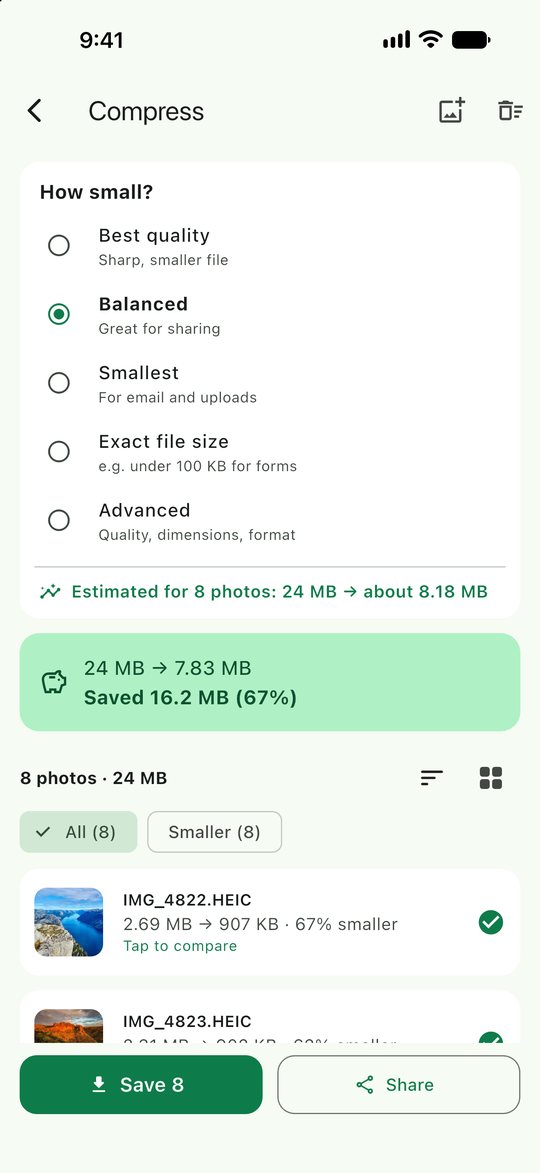 9:41
Compress
How small?
Best quality
Sharp, smaller file
Balanced
Great for sharing
Smallest
For email and uploads
Exact file size
e.g. under 100 KB for forms
Advanced
Quality, dimensions, format
Estimated for 8 photos: 24 MB → about 8.18 MB
24 MB → 7.83 MB
Saved 16.2 MB (67%)
8 photos · 24 MB
All (8)
Smaller (8)
IMG_4822.HEIC
2.69 MB → 907 KB · 67% smaller
Tap to compare
IMG_4823.HEIC
Save 8
Share